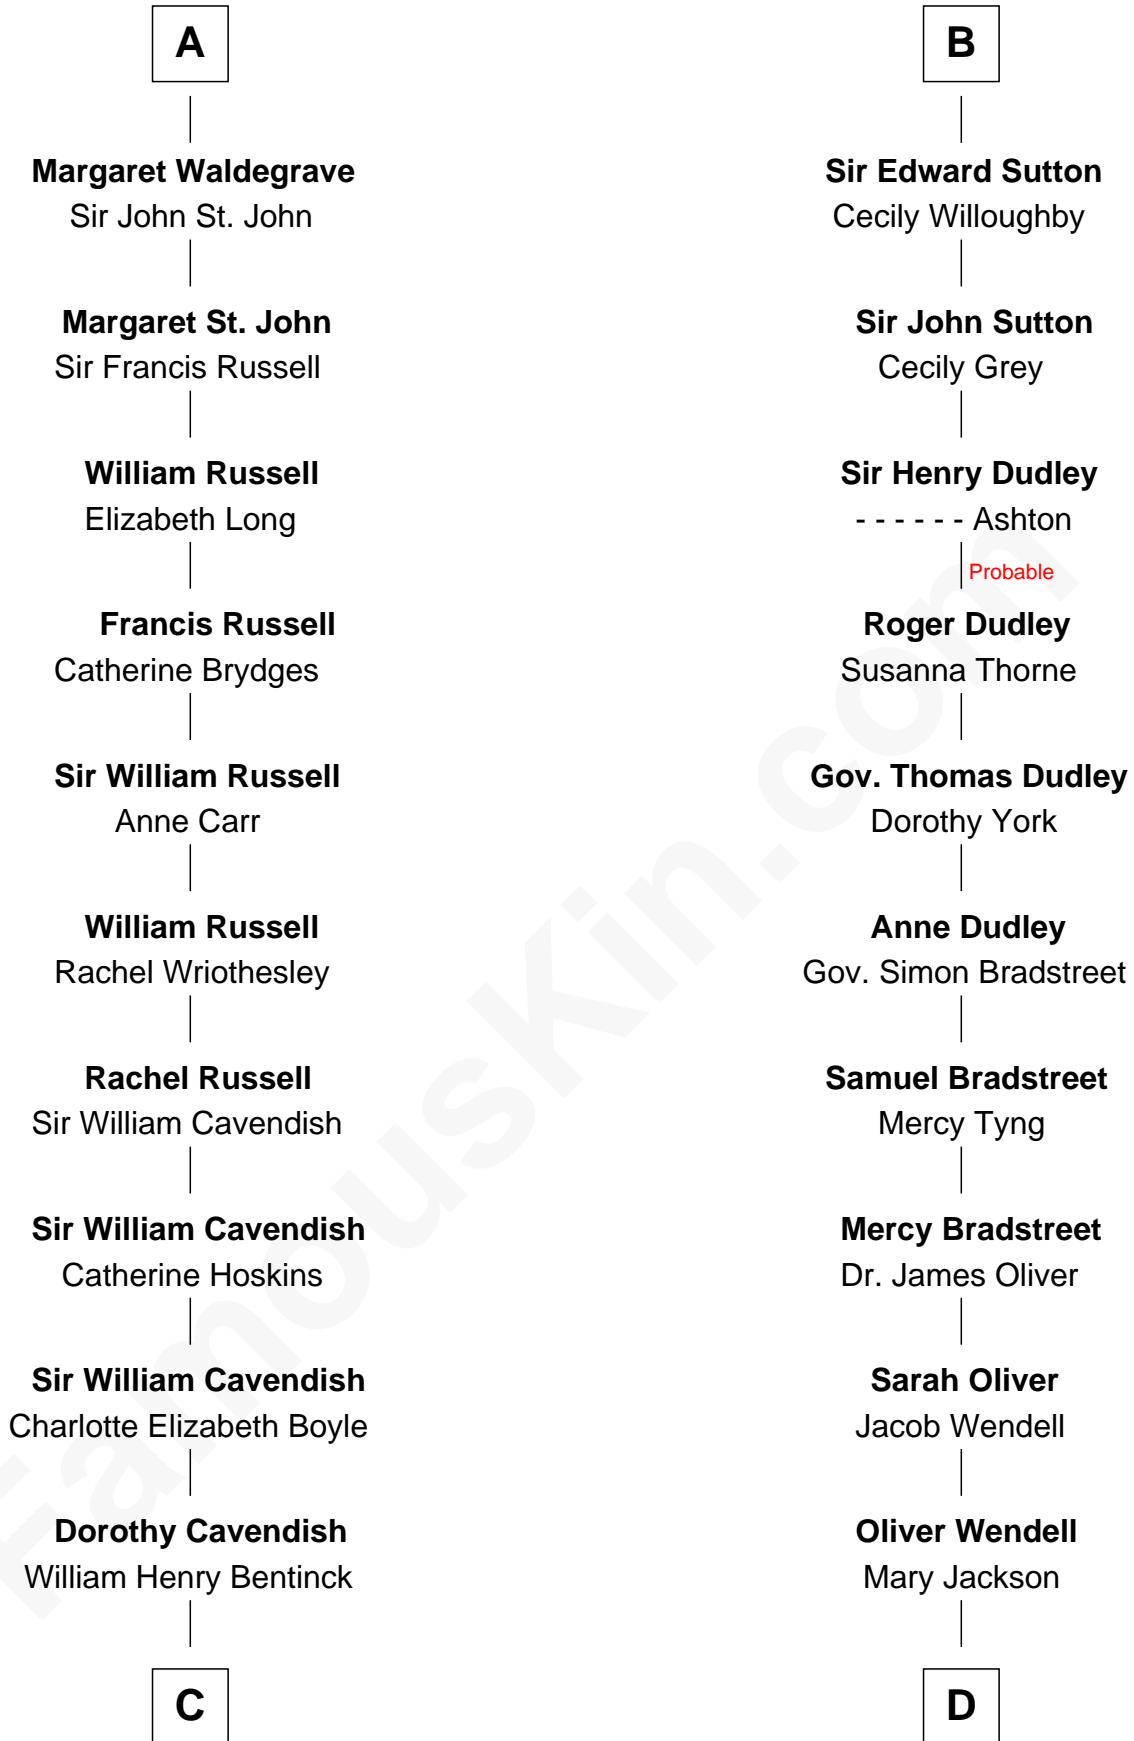 A
Margaret Waldegrave
Sir John St. John
Margaret St. John
Sir Francis Russell
William Russell
Elizabeth Long
Francis Russell
Catherine Brydges
Sir William Russell
Anne Carr
William Russell
Rachel Wriothesley
Rachel Russell
Sir William Cavendish
Sir William Cavendish
Catherine Hoskins
Sir William Cavendish
Charlotte Elizabeth Boyle
Dorothy Cavendish
William Henry Bentinck
C
B
Sir Edward Sutton
Cecily Willoughby
Sir John Sutton
Cecily Grey
Sir Henry Dudley
- - - - - - Ashton
Probable
Roger Dudley
Susanna Thorne
Gov. Thomas Dudley
Dorothy York
Anne Dudley
Gov. Simon Bradstreet
Samuel Bradstreet
Mercy Tyng
Mercy Bradstreet
Dr. James Oliver
Sarah Oliver
Jacob Wendell
Oliver Wendell
Mary Jackson
D
FamousKin.com